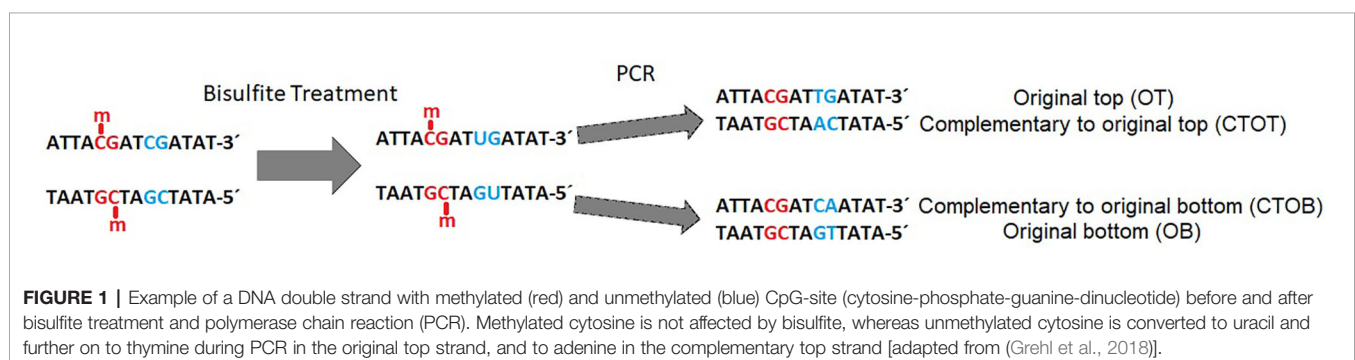 PCR
Bisulfite Treatment
m
m
ATTACGATCGATAT-3´
TAATGCTAGCTATA-5´
m
ATTACGATUGATAT-3´
TAATGCTAGUTATA-5´
m
ATTACGATTGATAT-3´ Original top (OT)
TAATGCTAACTATA-5´ Complementary to original top (CTOT)
ATTACGATCAATAT-3´ Complementary to original bottom (CTOB)
TAATGCTAGTTATA-5´ Original bottom (OB)
FIGURE 1 | Example of a DNA double strand with methylated (red) and unmethylated (blue) CpG-site (cytosine-phosphate-guanine-dinucleotide) before and after
bisulfite treatment and polymerase chain reaction (PCR). Methylated cytosine is not affected by bisulfite, whereas unmethylated cytosine is converted to uracil and
further on to thymine during PCR in the original top strand, and to adenine in the complementary top strand [adapted from (Grehl et al., 2018)].